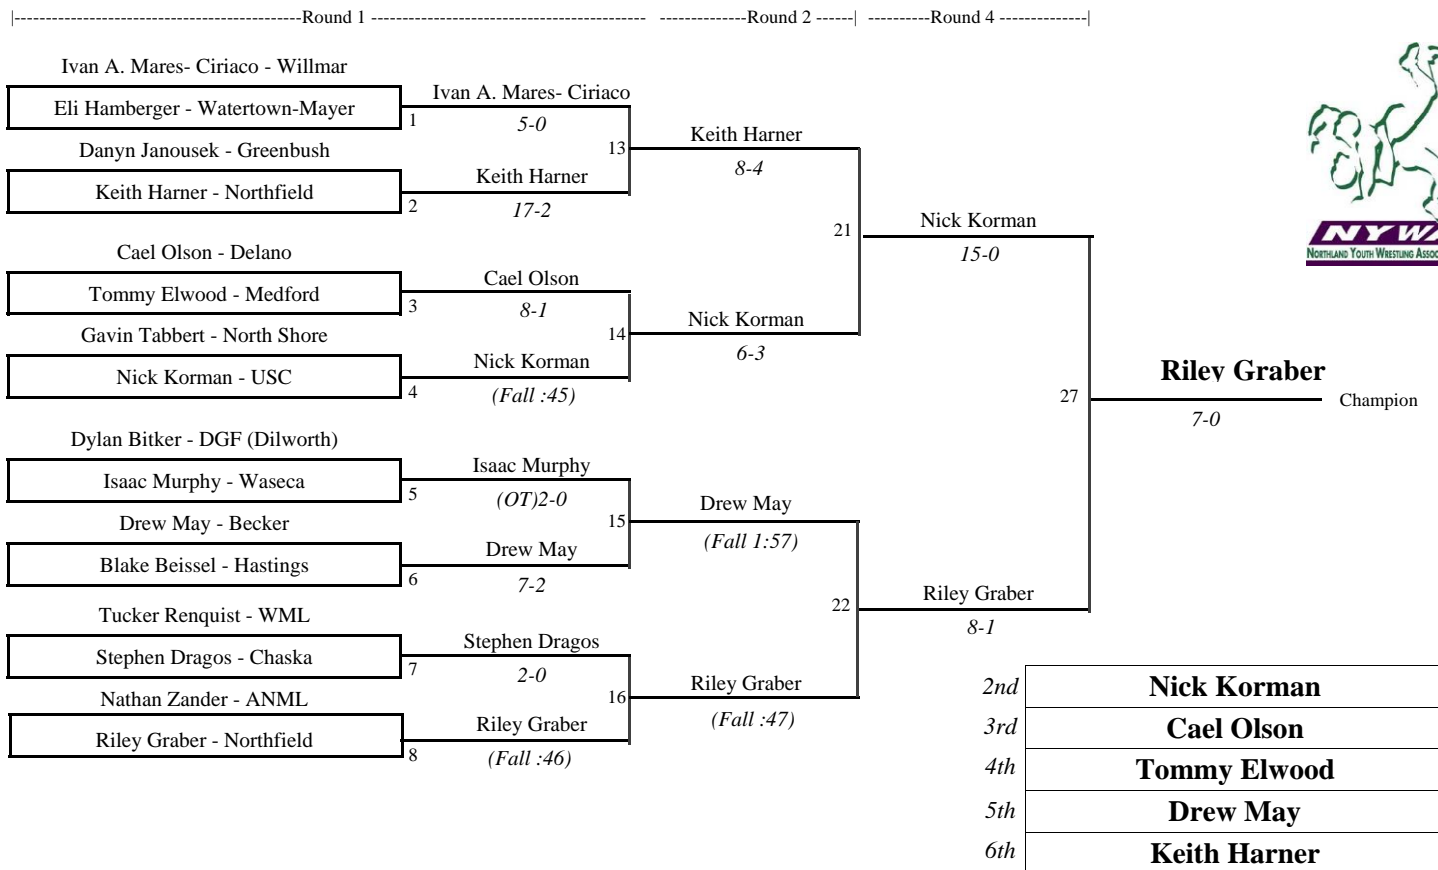 |-----------------------------------------------Round 1 --------------------------------------------- --------------Round 2 ------| ----------Round 4 --------------|
Ivan A. Mares- Ciriaco - Willmar
Eli Hamberger - Watertown-Mayer
1
Ivan A. Mares- Ciriaco
5-0
Danyn Janousek - Greenbush
Keith Harner - Northfield
2
Keith Harner
17-2
13
Keith Harner
8-4
Cael Olson - Delano
Tommy Elwood - Medford
3
Cael Olson
8-1
Gavin Tabbert - North Shore
Nick Korman - USC
4
Nick Korman
(Fall :45)
14
Nick Korman
6-3
21
Nick Korman
15-0
Dylan Bitker - DGF (Dilworth)
Isaac Murphy - Waseca
5
Isaac Murphy
(OT)2-0
Drew May - Becker
Blake Beissel - Hastings
6
Drew May
7-2
15
Drew May
(Fall 1:57)
Tucker Renquist - WML
Stephen Dragos - Chaska
7
Stephen Dragos
2-0
Nathan Zander - ANML
Riley Graber - Northfield
8
Riley Graber
(Fall :46)
16
Riley Graber
(Fall :47)
22
Riley Graber
8-1
27
Riley Graber
Champion
7-0
NYW
NORTHLAND YOUTH WRESTLING
2nd Nick Korman
3rd Cael Olson
4th Tommy Elwood
5th Drew May
6th Keith Harner